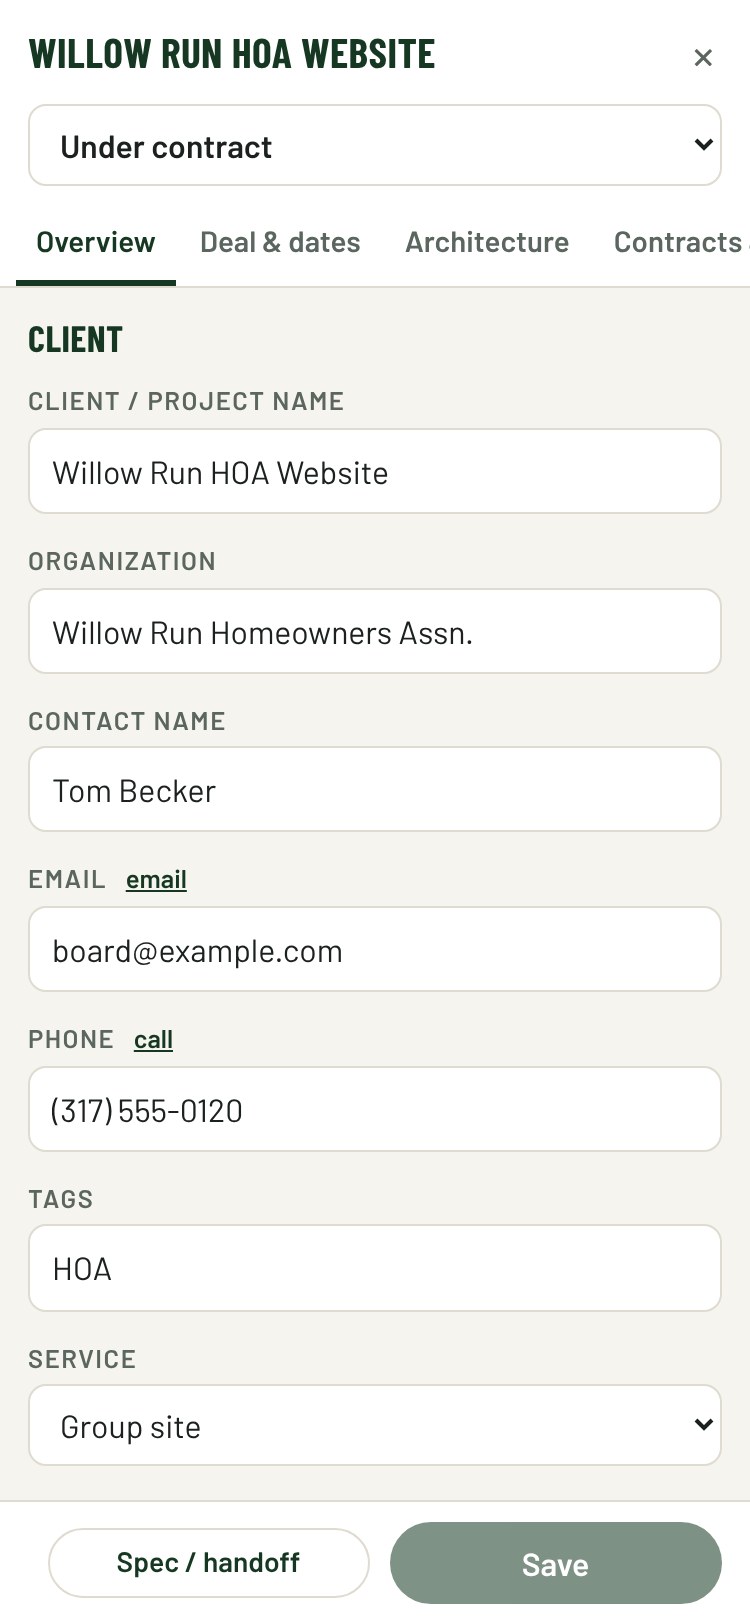 WILLOW RUN HOA WEBSITE
×
Under contract
Overview Deal & dates Architecture Contracts
CLIENT
CLIENT / PROJECT NAME
Willow Run HOA Website
ORGANIZATION
Willow Run Homeowners Assn.
CONTACT NAME
Tom Becker
EMAIL email
board@example.com
PHONE call
(317) 555-0120
TAGS
HOA
SERVICE
Group site
Spec / handoff Save